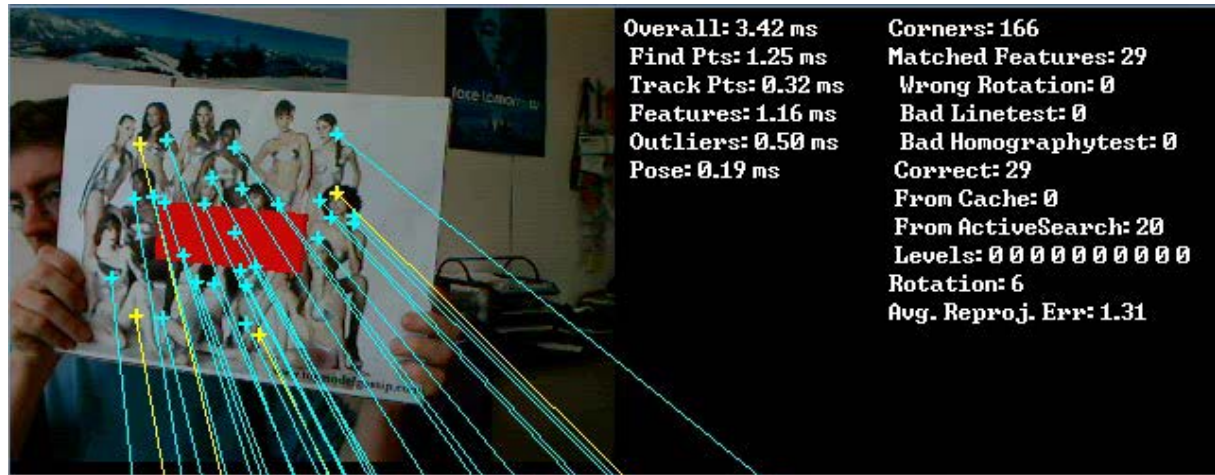 face tomorrow
Overall: 3.42 ms
Find Pts: 1.25 ms
Track Pts: 0.32 ms
Features: 1.16 ms
Outliers: 0.50 ms
Pose: 0.19 ms
Corners: 166
Matched Features: 29
Wrong Rotation: 0
Bad Linetest: 0
Bad Homographytest: 0
Correct: 29
From Cache: 0
From ActiveSearch: 20
Levels: 0 0 0 0 0 0 0 0 0 0
Rotation: 6
Avg. Reproj. Err: 1.31